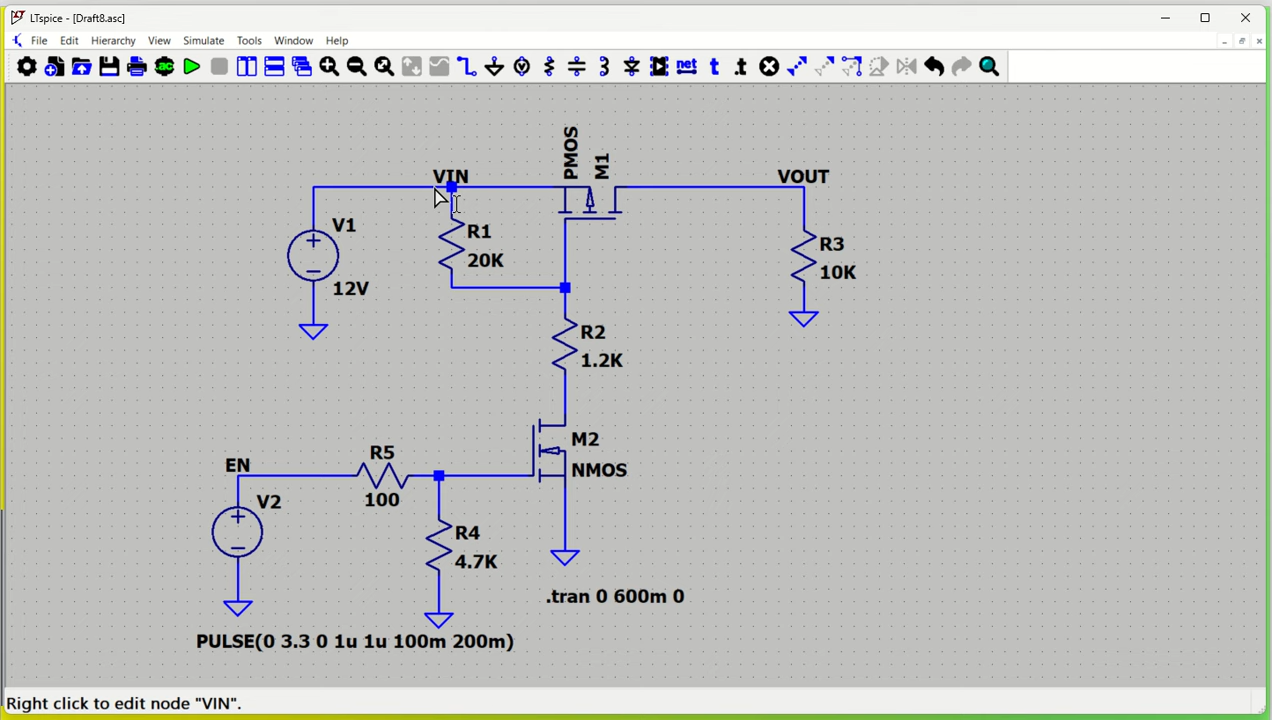 LTspice - [Draft8.asc]
File Edit Hierarchy View Simulate Tools Window Help
.ac net t .t
PMOS
M1
VIN
VOUT
V1
12V
R1
20K
R3
10K
R2
1.2K
M2
NMOS
R5
100
EN
V2
R4
4.7K
.tran 0 600m 0
PULSE(0 3.3 0 1u 1u 100m 200m)
Right click to edit node "VIN".